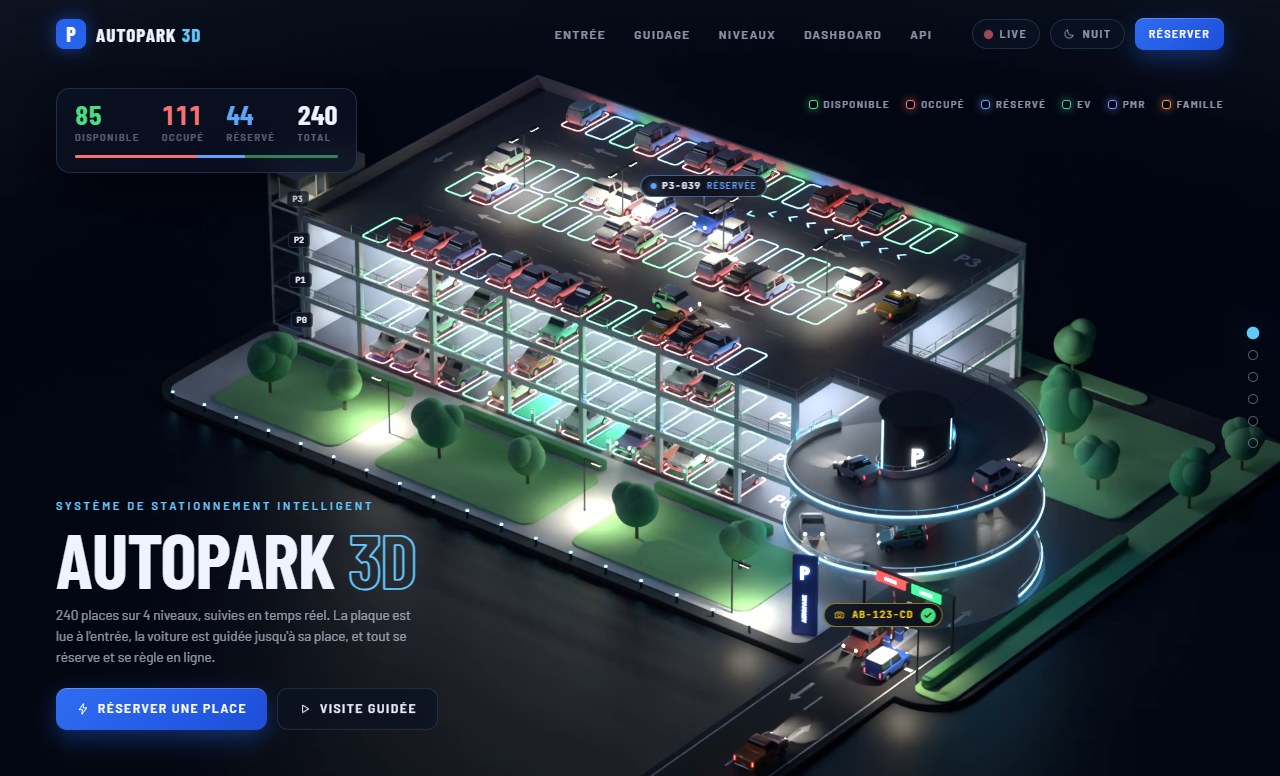 P AUTOPARK 3D
ENTRÉE GUIDAGE NIVEAUX DASHBOARD API
LIVE NUIT RÉSERVER
85 111 44 240
DISPONIBLE OCCUPÉ RÉSERVÉ TOTAL
DISPONIBLE OCCUPÉ RÉSERVÉ EV PMR FAMILLE
P3-039 RÉSERVÉE
P3
P2
P1
P0
P3
P
SYSTÈME DE STATIONNEMENT INTELLIGENT
AUTOPARK 3D
240 places sur 4 niveaux, suivies en temps réel. La plaque est
lue à l'entrée, la voiture est guidée jusqu'à sa place, et tout se
réserve et se règle en ligne.
P
AUTOPARK
AB-123-CD
RÉSERVER UNE PLACE
VISITE GUIDÉE